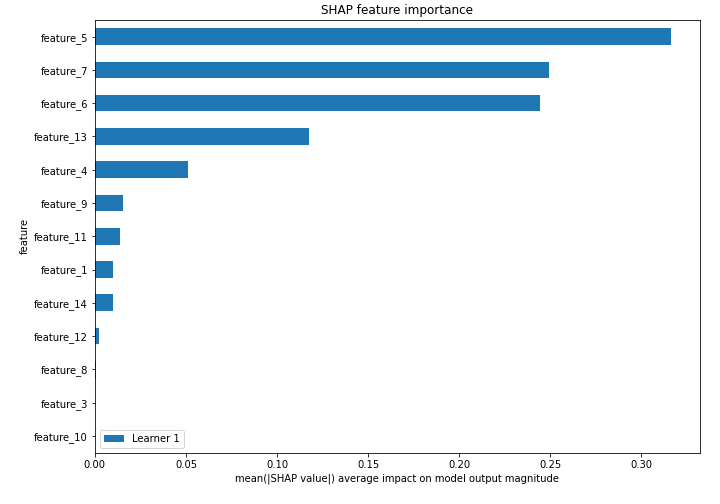 SHAP feature importance
feature_5
feature_7
feature_6
feature_13
feature_4
feature_9
feature_11
feature_1
feature_14
feature_12
feature_8
feature_3
feature_10
feature
Learner 1
0.00 0.05 0.10 0.15 0.20 0.25 0.30
mean(|SHAP value|) average impact on model output magnitude